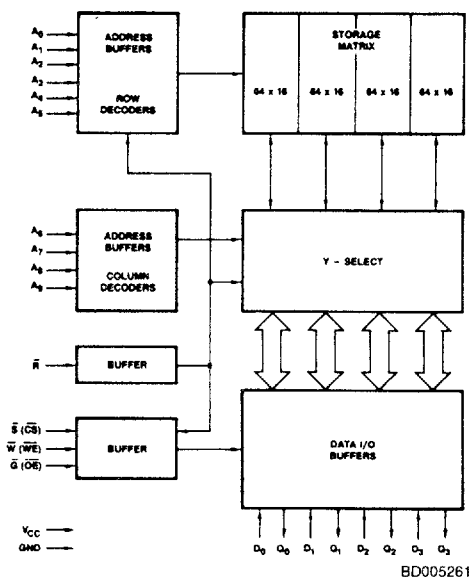 A0
A1
A2
A3
A4
A5
ADDRESS
BUFFERS
ROW
DECODERS
STORAGE
MATRIX
64 x 16
64 x 16
64 x 16
64 x 16
A6
A7
A8
A9
ADDRESS
BUFFERS
COLUMN
DECODERS
Y - SELECT
R̅
BUFFER
S̅ (C̅S̅)
W̅ (W̅E̅)
G̅ (O̅E̅)
BUFFER
DATA I/O
BUFFERS
VCC
GND
D0 Q0 D1 Q1 D2 Q2 D3 Q3
BD005261